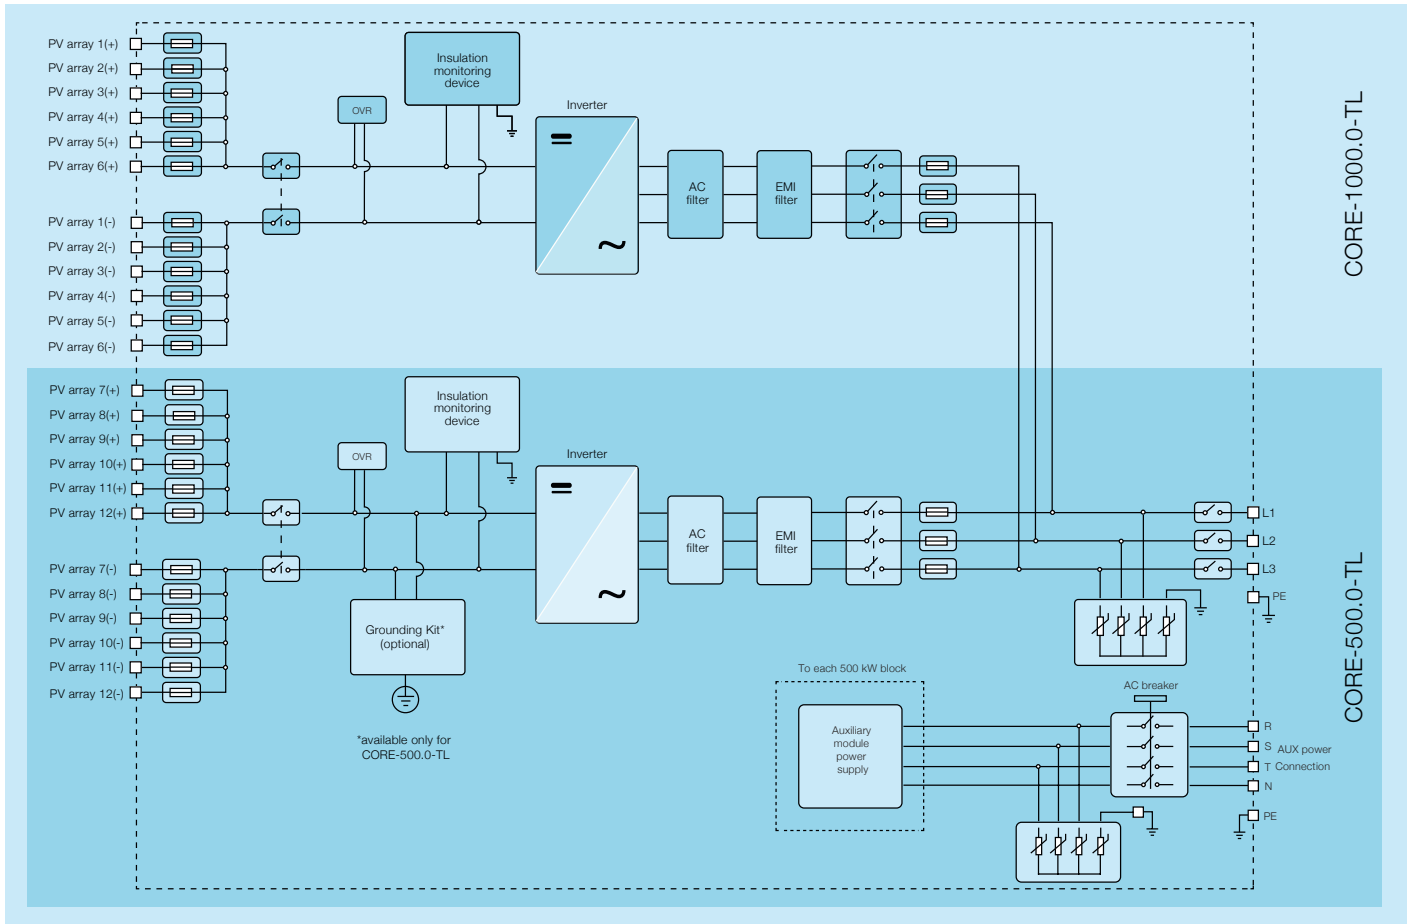 PV array 1(+)
PV array 2(+)
PV array 3(+)
PV array 4(+)
PV array 5(+)
PV array 6(+)
PV array 1(-)
PV array 2(-)
PV array 3(-)
PV array 4(-)
PV array 5(-)
PV array 6(-)
OVR
Insulation
monitoring
device
Inverter
AC
filter
EMI
filter
CORE-1000.0-TL
PV array 7(+)
PV array 8(+)
PV array 9(+)
PV array 10(+)
PV array 11(+)
PV array 12(+)
PV array 7(-)
PV array 8(-)
PV array 9(-)
PV array 10(-)
PV array 11(-)
PV array 12(-)
OVR
Insulation
monitoring
device
Grounding Kit*
(optional)
*available only for
CORE-500.0-TL
Inverter
AC
filter
EMI
filter
L1
L2
L3
PE
To each 500 kW block
Auxiliary
module
power
supply
AC breaker
R
S AUX power
T Connection
N
PE
CORE-500.0-TL